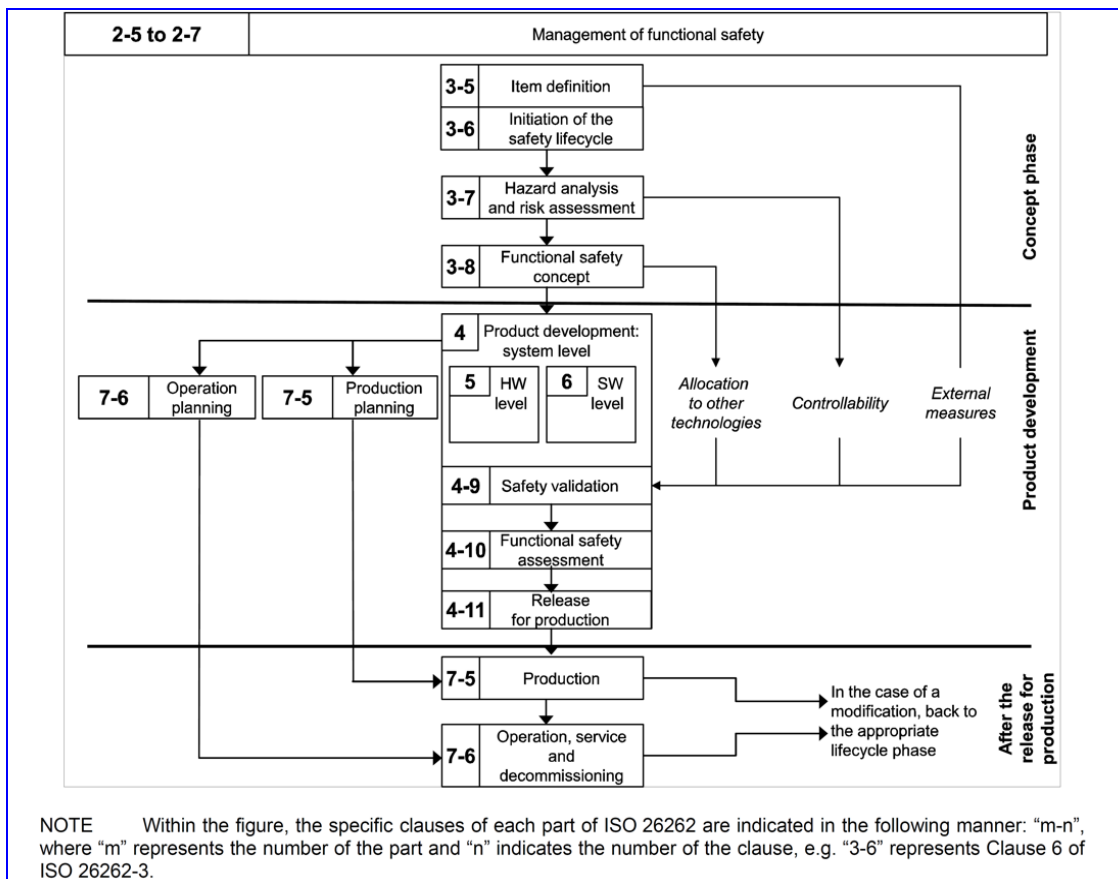 2-5 to 2-7
Management of functional safety
3-5
Item definition
3-6
Initiation of the
safety lifecycle
3-7
Hazard analysis
and risk assessment
3-8
Functional safety
concept
Concept phase
4
Product development:
system level
5
HW
level
6
SW
level
7-6
Operation
planning
7-5
Production
planning
Allocation
to other
technologies
Controllability
External
measures
4-9
Safety validation
4-10
Functional safety
assessment
4-11
Release
for production
Product development
7-5
Production
7-6
Operation, service
and
decommissioning
In the case of a
modification, back to
the appropriate
lifecycle phase
After the
release for
production
NOTE Within the figure, the specific clauses of each part of ISO 26262 are indicated in the following manner: “m-n”,
where “m” represents the number of the part and “n” indicates the number of the clause, e.g. “3-6” represents Clause 6 of
ISO 26262-3.